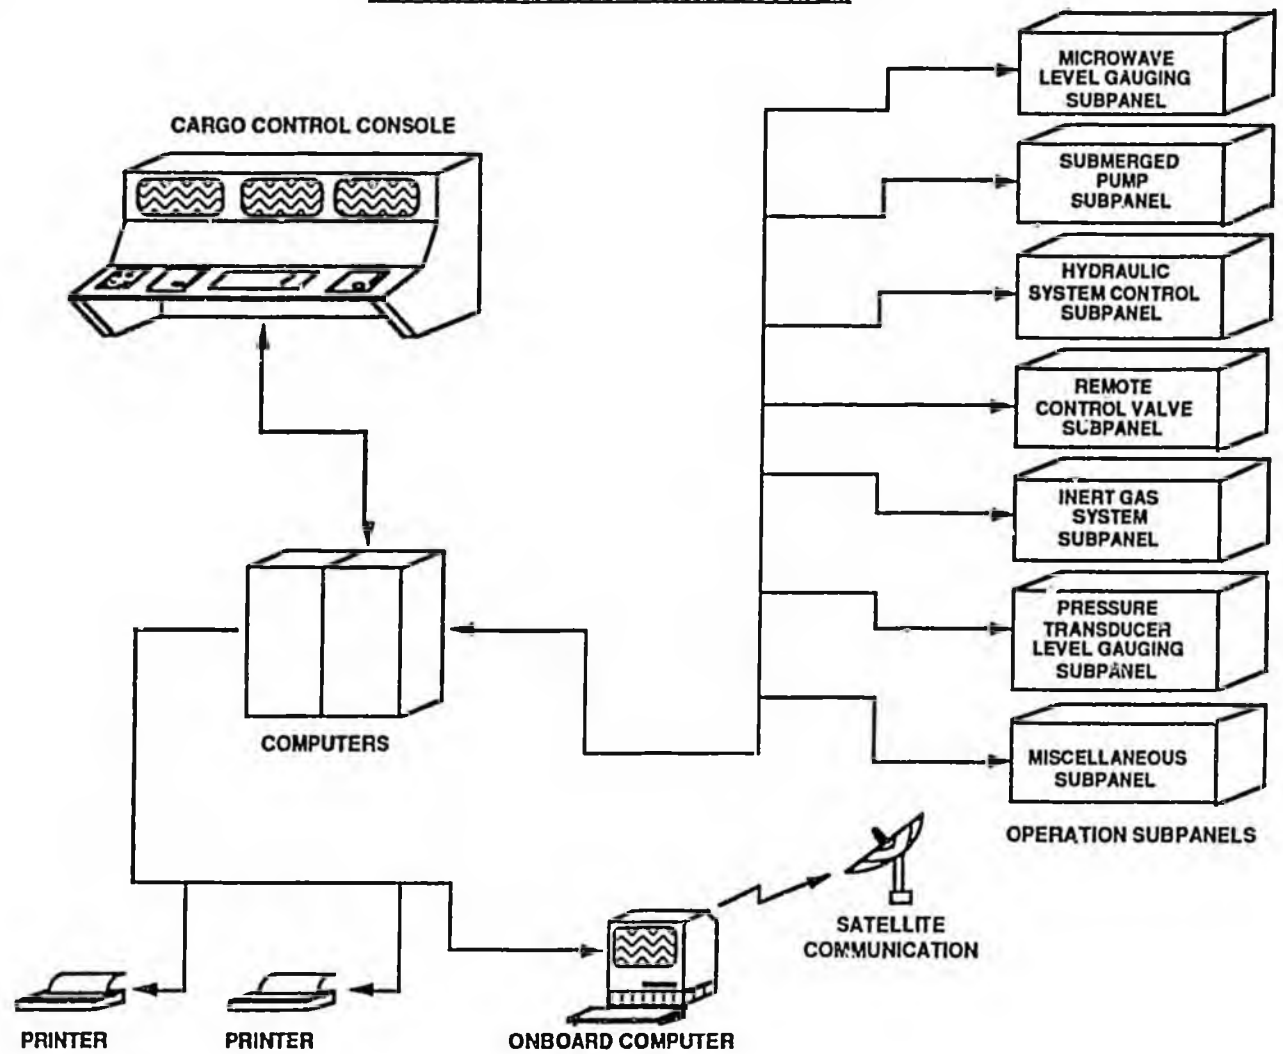 CARGO CONTROL CONSOLE
MICROWAVE
LEVEL GAUGING
SUBPANEL
SUBMERGED
PUMP
SUBPANEL
HYDRAULIC
SYSTEM CONTROL
SUBPANEL
REMOTE
CONTROL VALVE
SUBPANEL
INERT GAS
SYSTEM
SUBPANEL
PRESSURE
TRANSDUCER
LEVEL GAUGING
SUBPANEL
MISCELLANEOUS
SUBPANEL
OPERATION SUBPANELS
COMPUTERS
SATELLITE
COMMUNICATION
PRINTER
PRINTER
ONBOARD COMPUTER